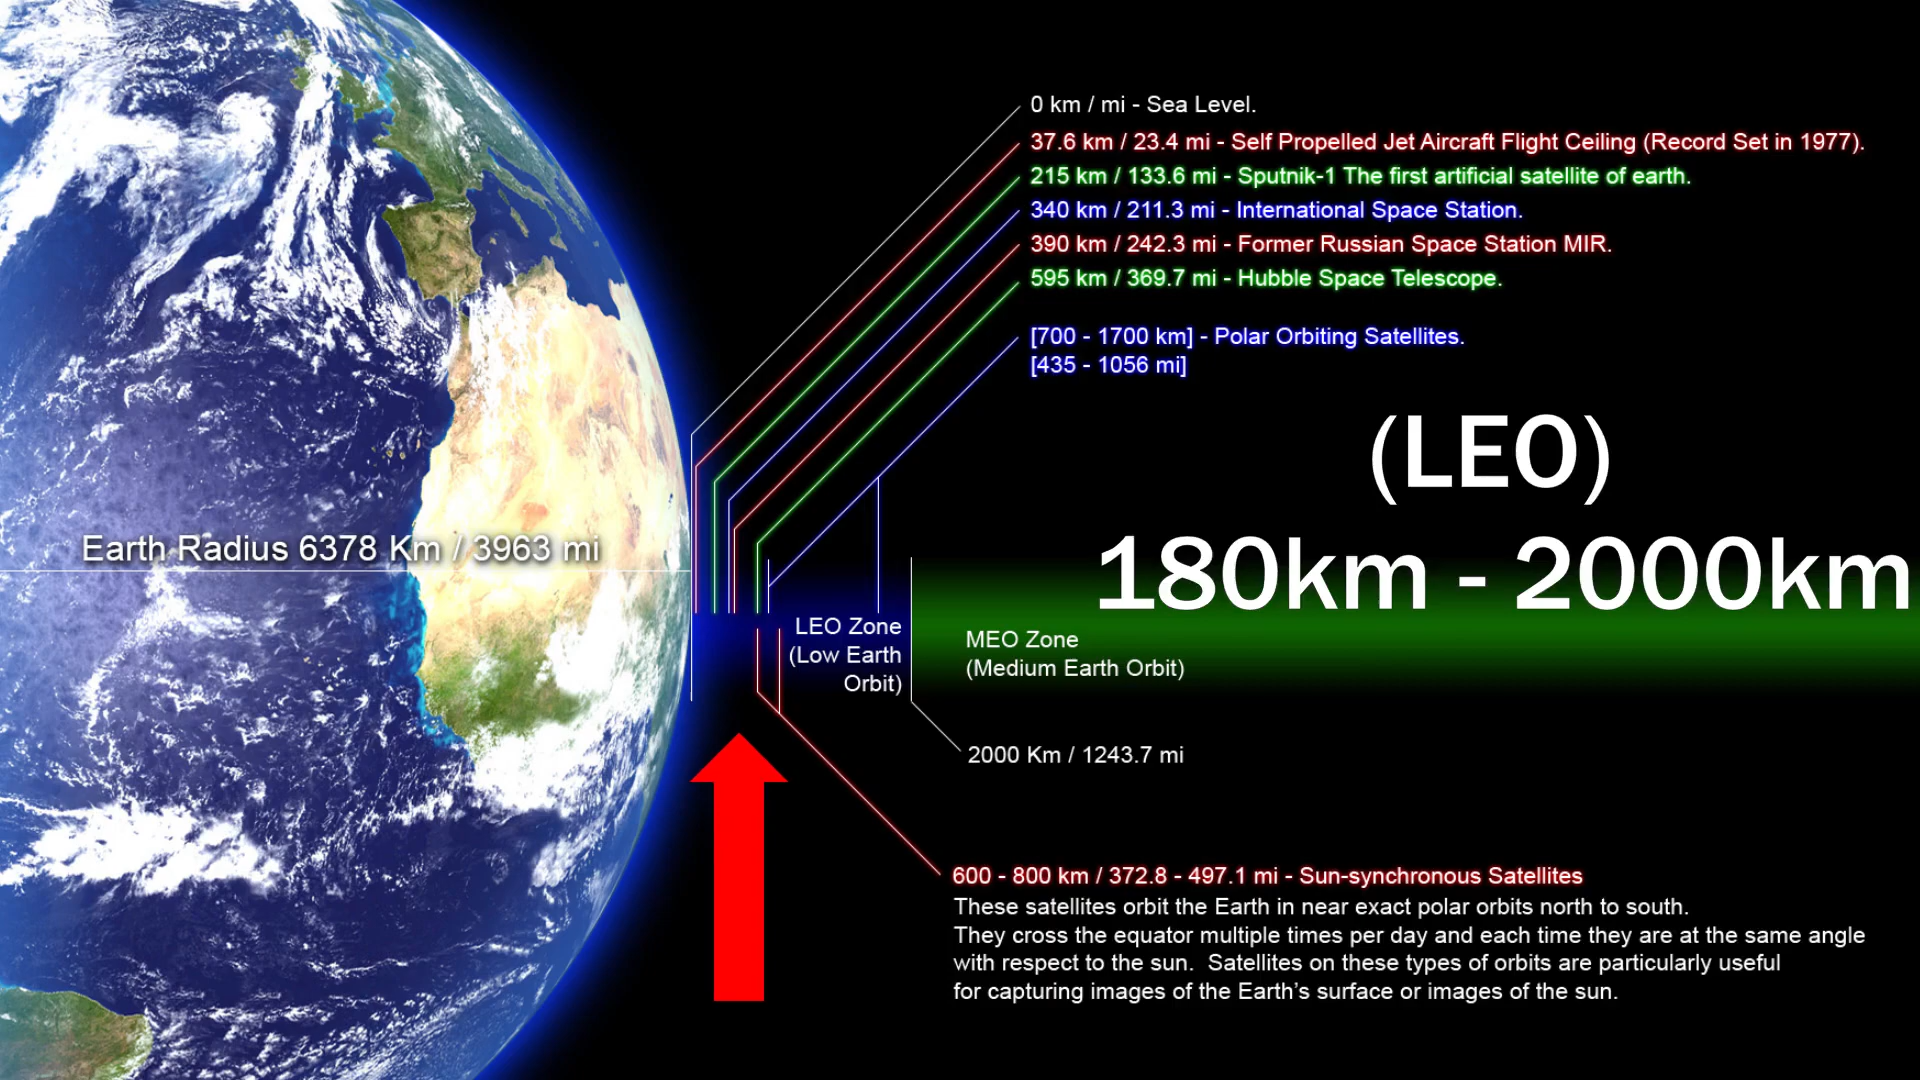 0 km / mi - Sea Level.
37.6 km / 23.4 mi - Self Propelled Jet Aircraft Flight Ceiling (Record Set in 1977).
215 km / 133.6 mi - Sputnik-1 The first artificial satellite of earth.
340 km / 211.3 mi - International Space Station.
390 km / 242.3 mi - Former Russian Space Station MIR.
595 km / 369.7 mi - Hubble Space Telescope.
[700 - 1700 km] - Polar Orbiting Satellites.
[435 - 1056 mi]
(LEO)
180km - 2000km
Earth Radius 6378 Km / 3963 mi
LEO Zone
(Low Earth
Orbit)
MEO Zone
(Medium Earth Orbit)
2000 Km / 1243.7 mi
600 - 800 km / 372.8 - 497.1 mi - Sun-synchronous Satellites
These satellites orbit the Earth in near exact polar orbits north to south.
They cross the equator multiple times per day and each time they are at the same angle
with respect to the sun.  Satellites on these types of orbits are particularly useful
for capturing images of the Earth’s surface or images of the sun.